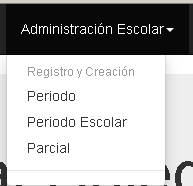 Administración Escolar
Registro y Creación
Periodo
Periodo Escolar
Parcial